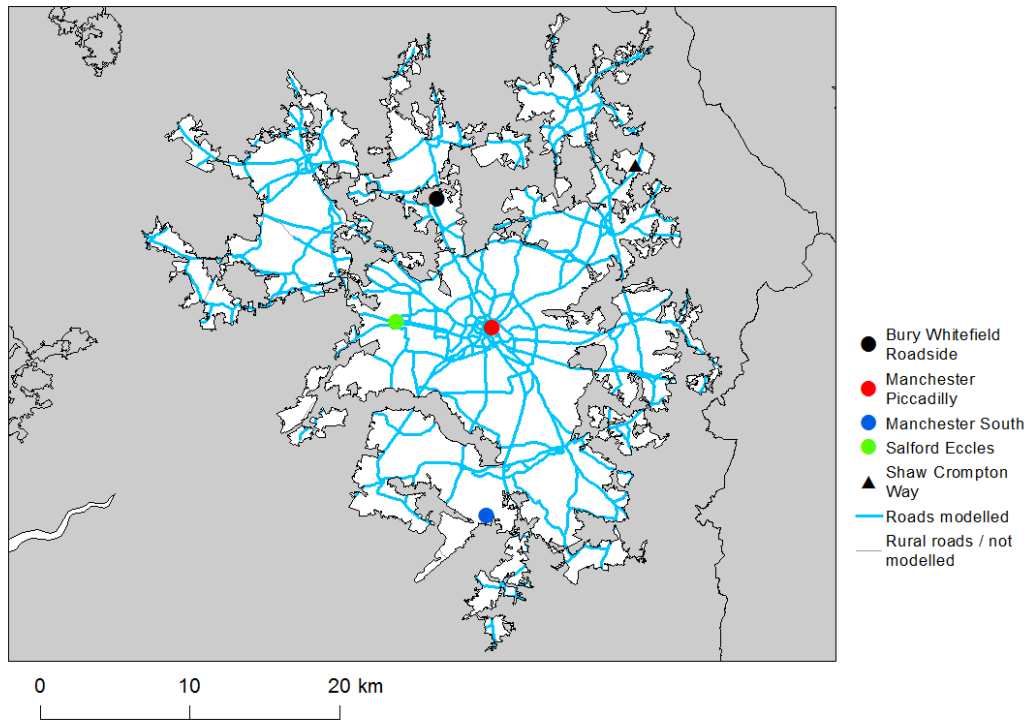 Bury Whitefield
Roadside
Manchester
Piccadilly
Manchester South
Salford Eccles
Shaw Crompton
Way
Roads modelled
Rural roads / not
modelled
0 10 20 km